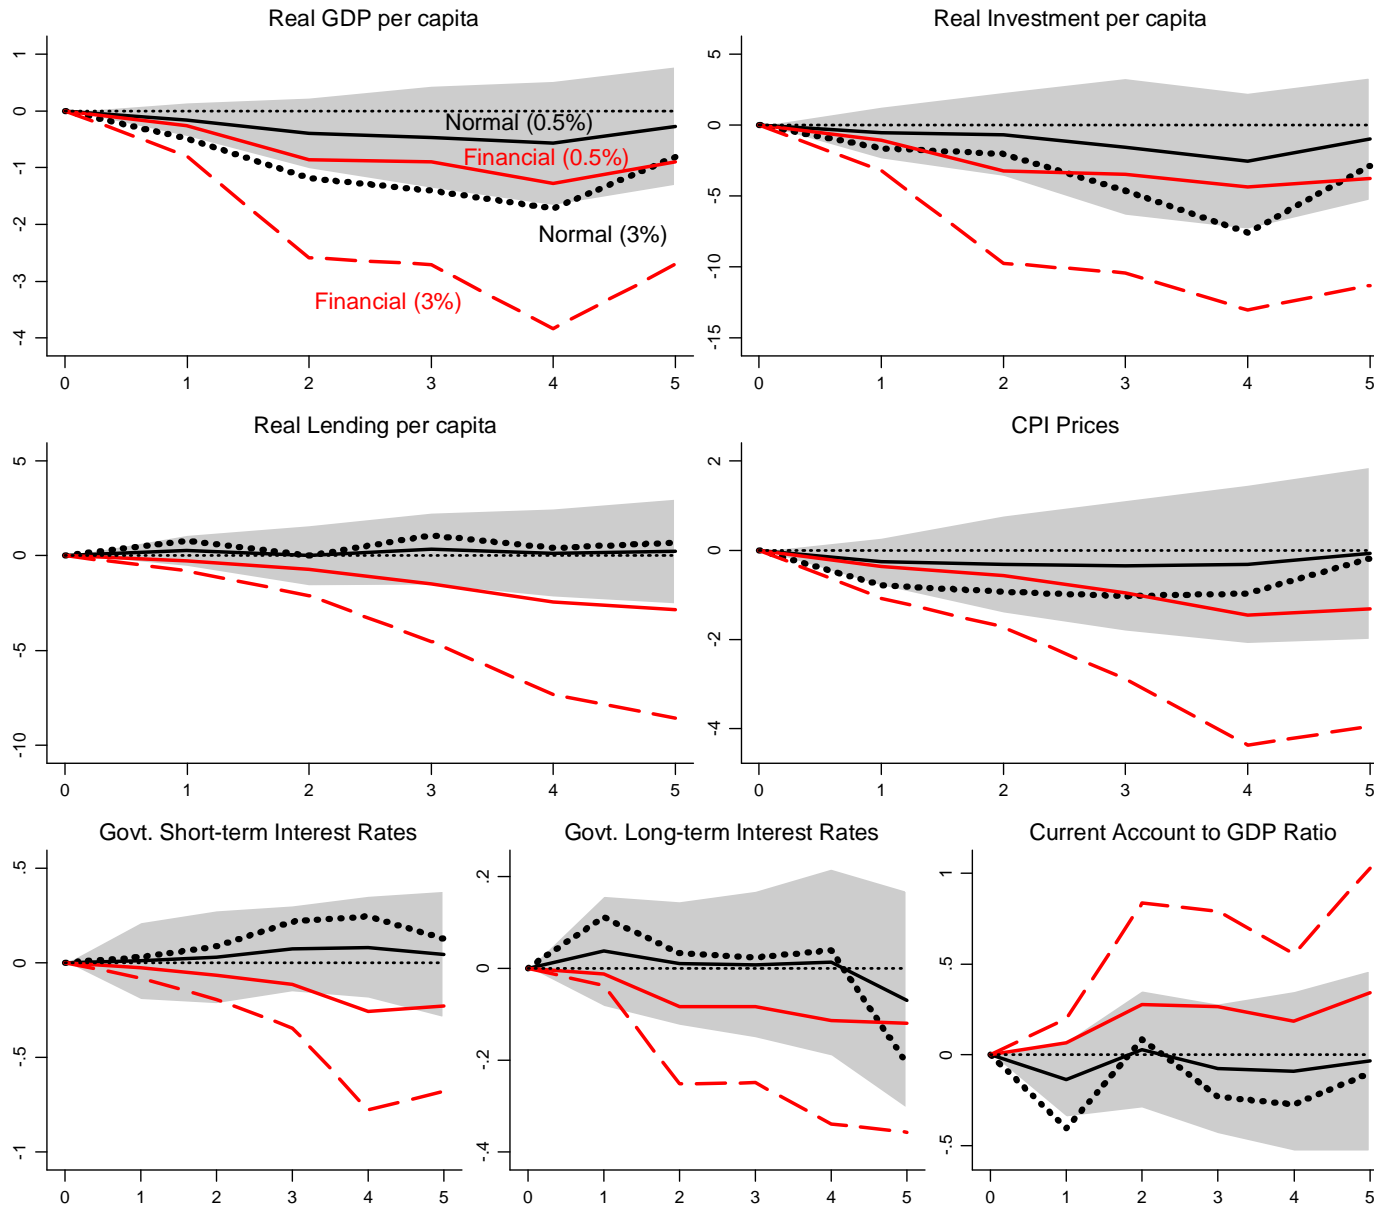 Real GDP per capita
1
0
-1
-2
-3
-4
Normal (0.5%)
Financial (0.5%)
Normal (3%)
Financial (3%)
0 1 2 3 4 5
Real Investment per capita
5
0
-5
-10
-15
0 1 2 3 4 5
Real Lending per capita
5
0
-5
-10
0 1 2 3 4 5
CPI Prices
2
0
-2
-4
0 1 2 3 4 5
Govt. Short-term Interest Rates
.5
0
-.5
-1
0 1 2 3 4 5
Govt. Long-term Interest Rates
.2
0
-.2
-.4
0 1 2 3 4 5
Current Account to GDP Ratio
1
.5
0
-.5
0 1 2 3 4 5